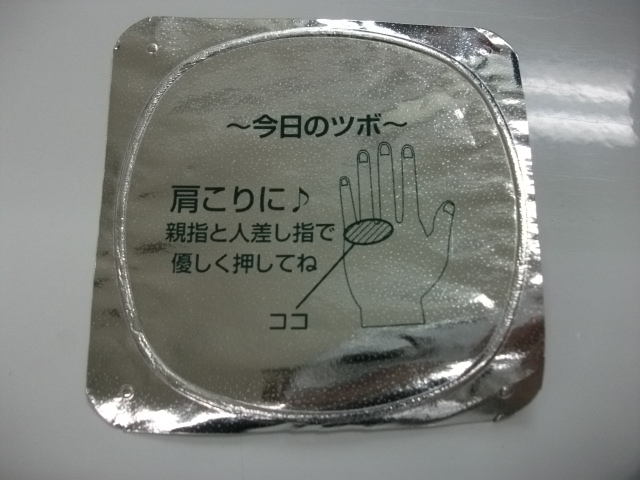 ～今日のツボ～
肩こりに♪
親指と人差し指で
優しく押してね
ココ